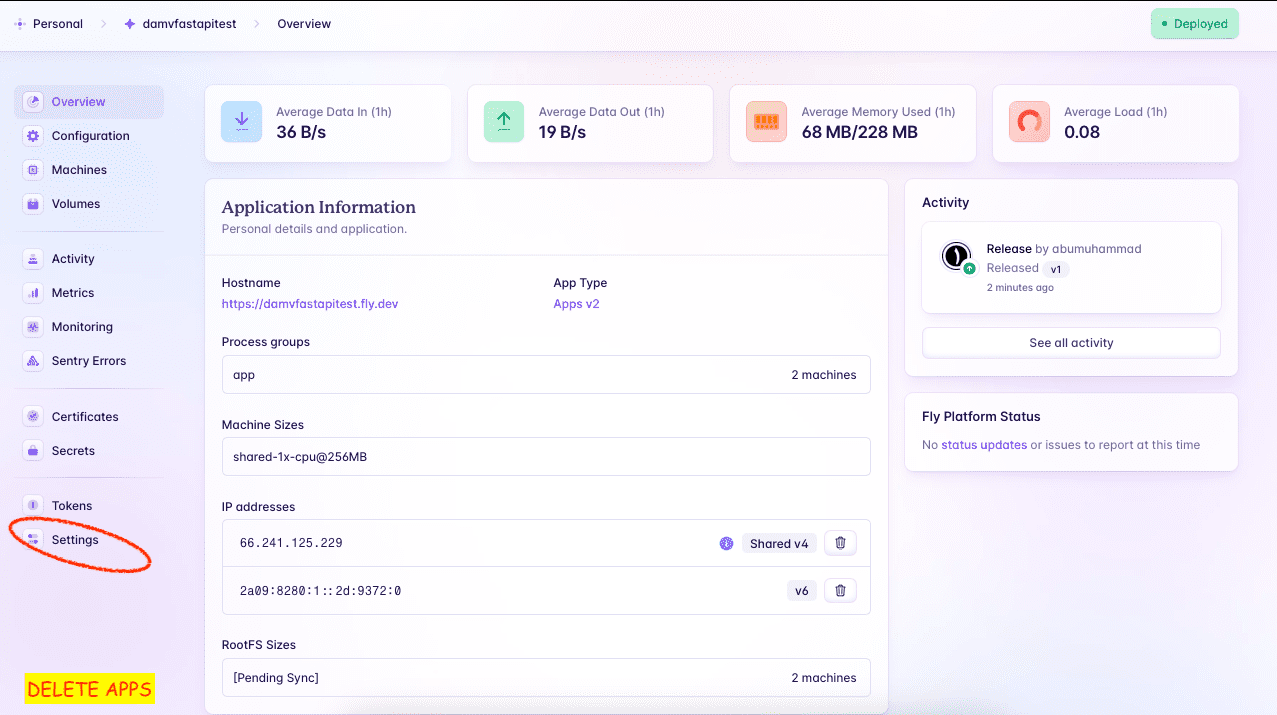 Personal > damvfastapitest > Overview
Deployed
Overview
Configuration
Machines
Volumes
Activity
Metrics
Monitoring
Sentry Errors
Certificates
Secrets
Tokens
Settings
DELETE APPS
Average Data In (1h)
36 B/s
Average Data Out (1h)
19 B/s
Average Memory Used (1h)
68 MB/228 MB
Average Load (1h)
0.08
Application Information
Personal details and application.
Hostname
https://damvfastapitest.fly.dev
App Type
Apps v2
Process groups
app 2 machines
Machine Sizes
shared-1x-cpu@256MB
IP addresses
66.241.125.229 Shared v4
2a09:8280:1::2d:9372:0 v6
RootFS Sizes
[Pending Sync] 2 machines
Activity
Release by abumuhammad
Released v1
2 minutes ago
See all activity
Fly Platform Status
No status updates or issues to report at this time